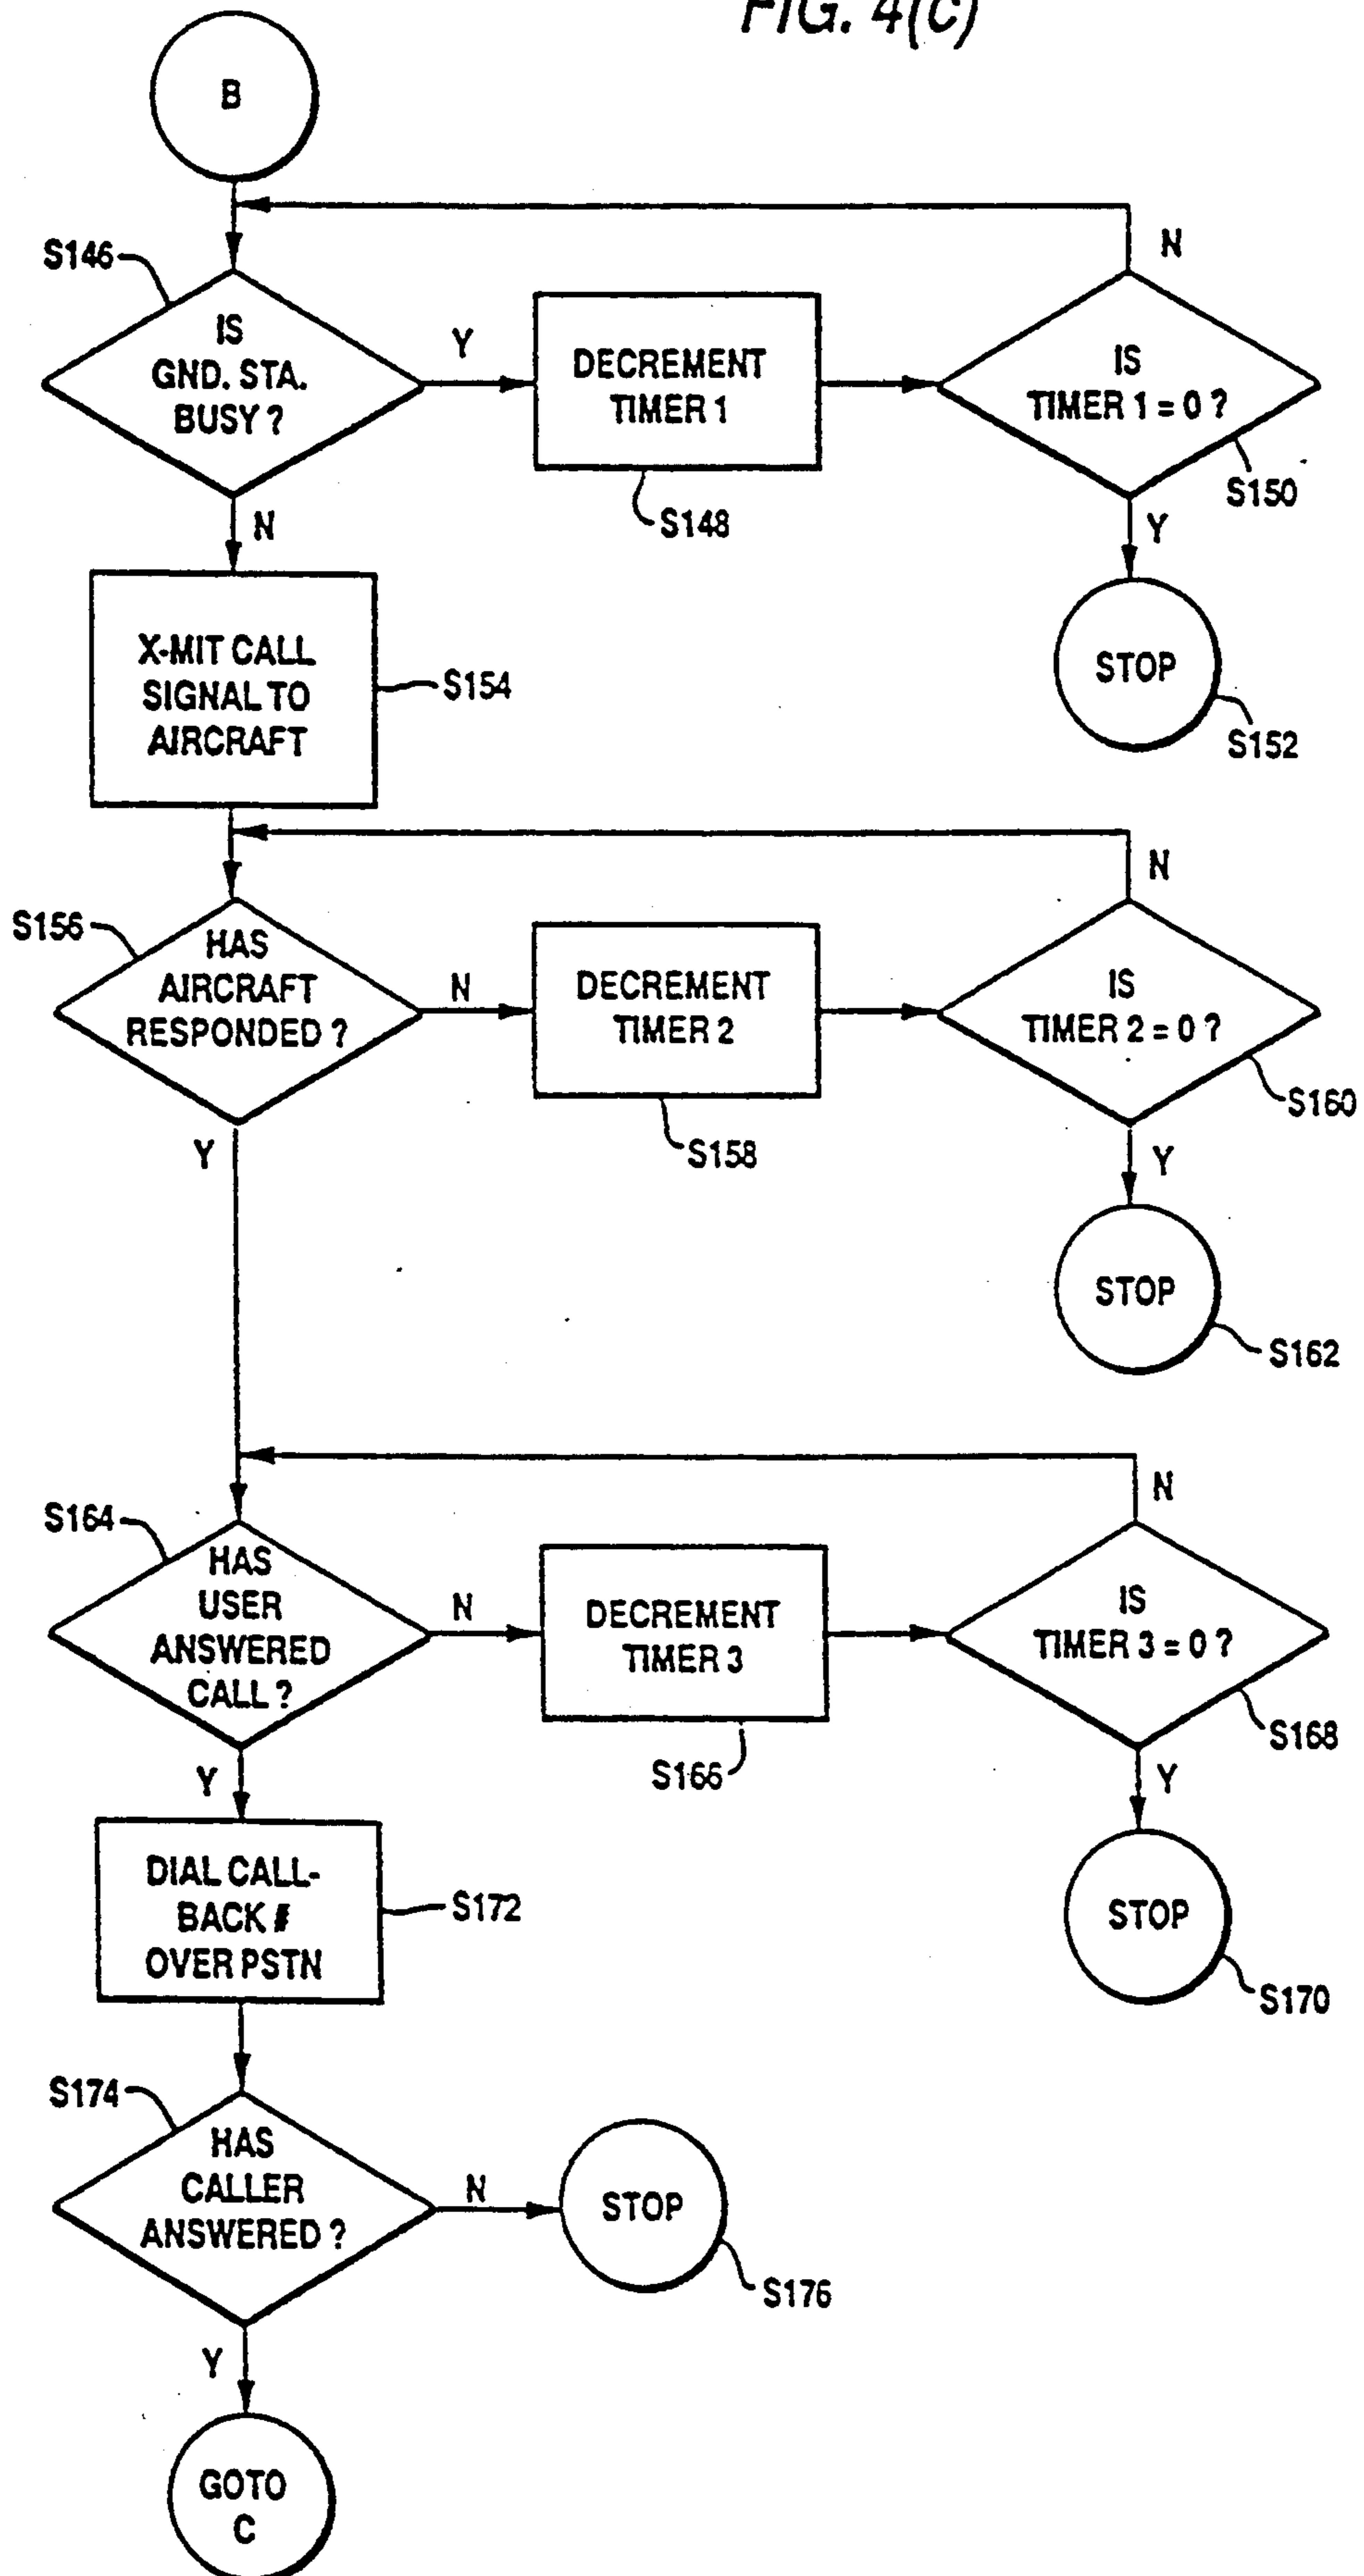 FIG. 4(c)
B
S146
IS
GND. STA.
BUSY ?
Y
DECREMENT
TIMER 1
S148
IS
TIMER 1 = 0 ?
N
S150
Y
STOP
S152
N
X-MIT CALL
SIGNAL TO
AIRCRAFT
S154
S156
HAS
AIRCRAFT
RESPONDED ?
N
DECREMENT
TIMER 2
S158
IS
TIMER 2 = 0 ?
N
S160
Y
STOP
S162
Y
S164
HAS
USER
ANSWERED
CALL ?
N
DECREMENT
TIMER 3
S166
IS
TIMER 3 = 0 ?
N
S168
Y
STOP
S170
Y
DIAL CALL-
BACK #
OVER PSTN
S172
S174
HAS
CALLER
ANSWERED ?
N
STOP
S176
Y
GOTO
C